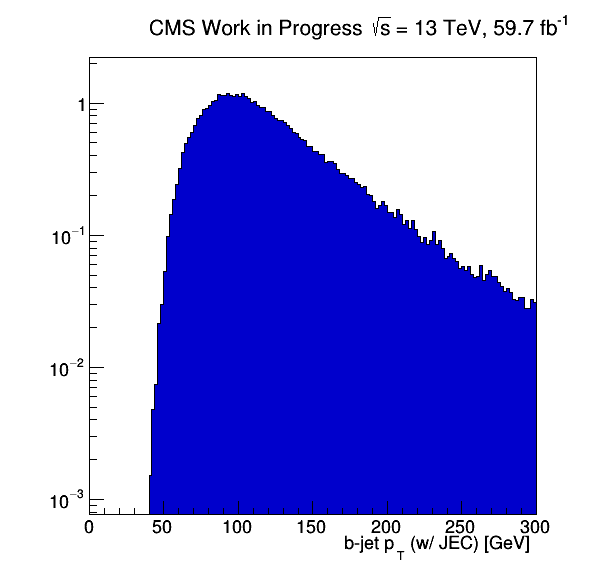 CMS Work in Progress √s = 13 TeV, 59.7 fb⁻¹
1
10⁻¹
10⁻²
10⁻³
0 50 100 150 200 250 300
b-jet p_T (w/ JEC) [GeV]